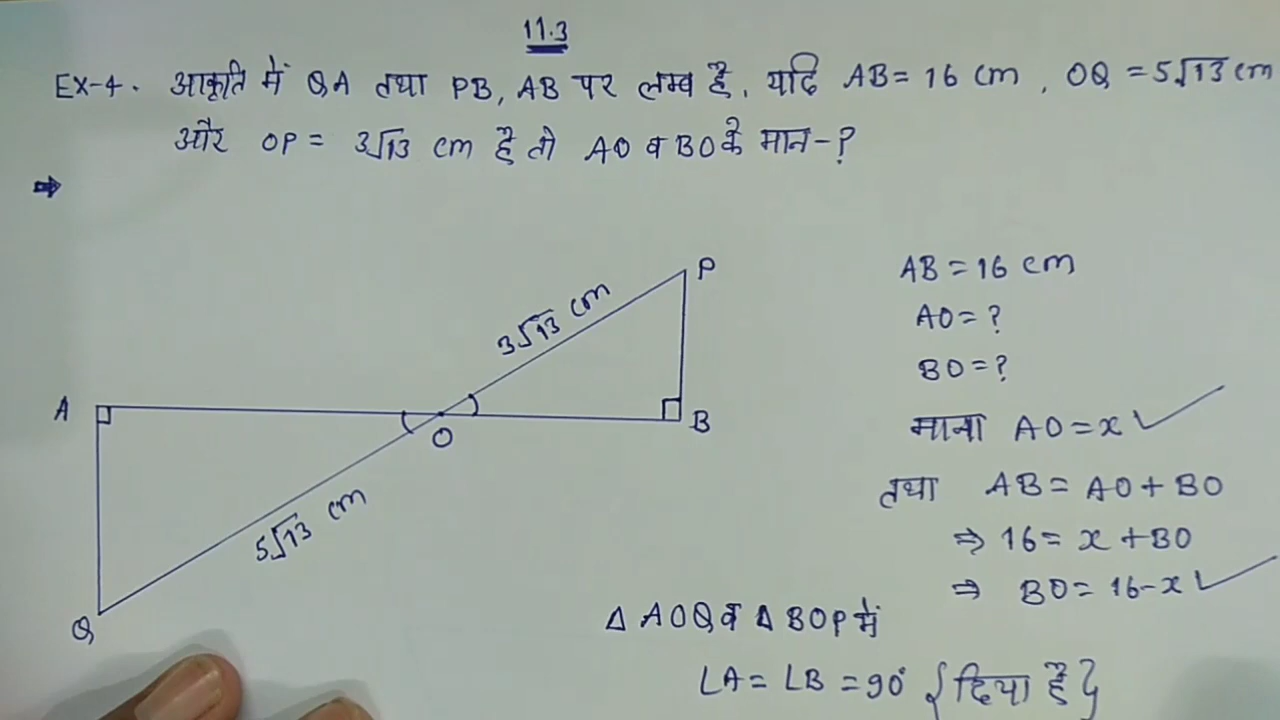 11.3
EX-4. आकृति में QA तथा PB, AB पर लम्ब है, यदि AB = 16 cm, OQ = 5√13 cm
और OP = 3√13 cm है तो AO व BO के मान-?
⇒
P
3√13 cm
A
B
O
5√13 cm
Q
AB = 16 cm
AO = ?
BO = ?
माना AO = x ✓
तथा AB = AO + BO
⇒ 16 = x + BO
⇒ BO = 16-x ✓
Δ AOQ व Δ BOP में
∠A = ∠B = 90° {दिया है}